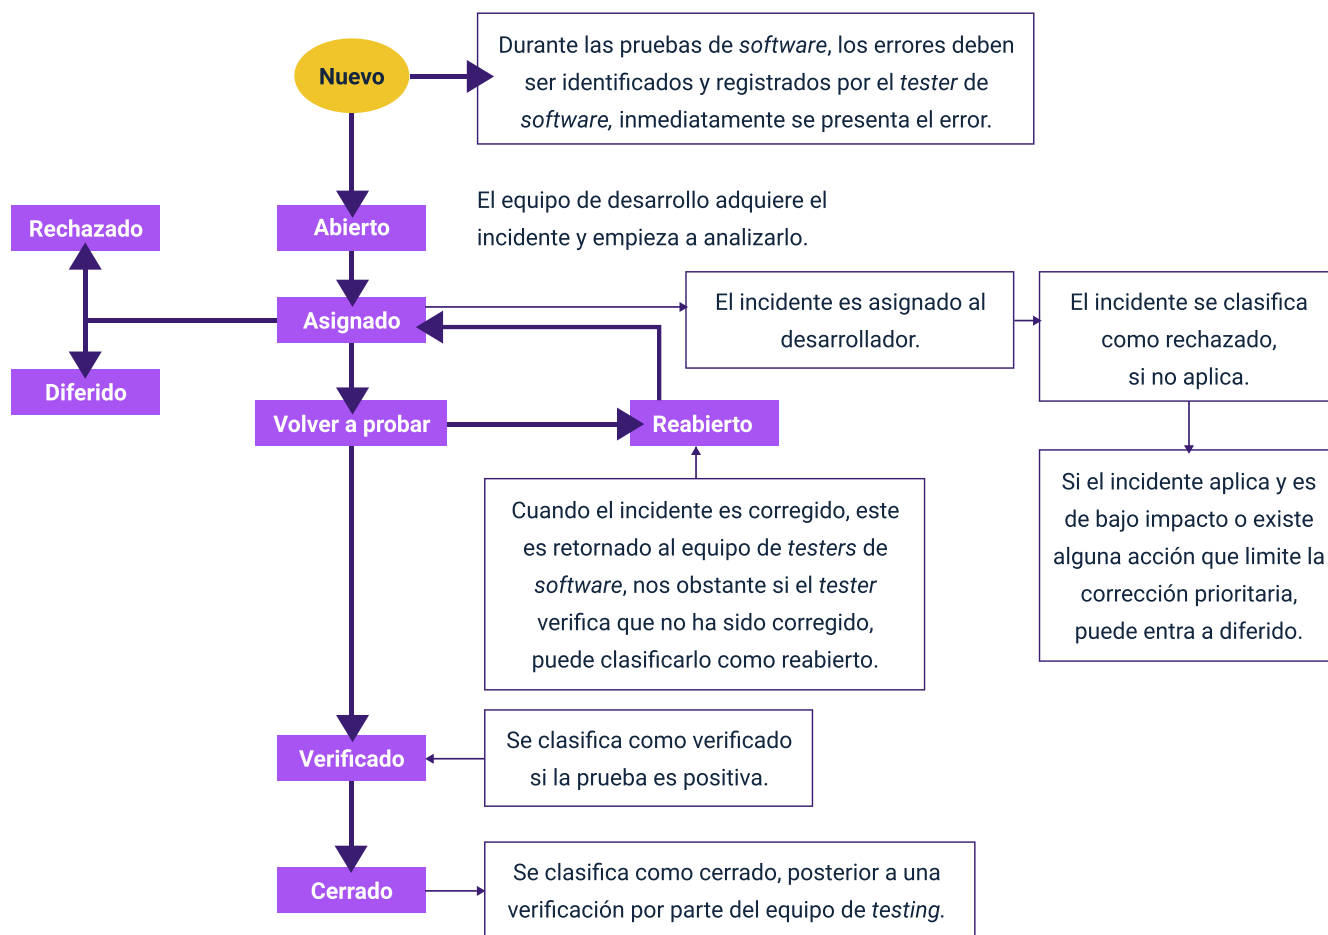 Nuevo
Durante las pruebas de software, los errores deben
ser identificados y registrados por el tester de
software, inmediatamente se presenta el error.
Abierto
El equipo de desarrollo adquiere el
incidente y empieza a analizarlo.
Rechazado
Asignado
El incidente es asignado al
desarrollador.
El incidente se clasifica
como rechazado,
si no aplica.
Diferido
Volver a probar
Reabierto
Si el incidente aplica y es
de bajo impacto o existe
alguna acción que limite la
corrección prioritaria,
puede entra a diferido.
Cuando el incidente es corregido, este
es retornado al equipo de testers de
software, nos obstante si el tester
verifica que no ha sido corregido,
puede clasificarlo como reabierto.
Verificado
Se clasifica como verificado
si la prueba es positiva.
Cerrado
Se clasifica como cerrado, posterior a una
verificación por parte del equipo de testing.